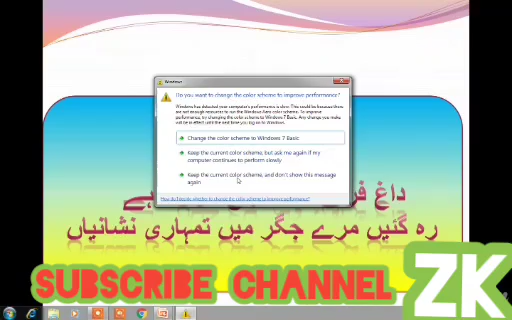 Windows
Do you want to change the color scheme to improve performance?
Windows has detected your computer's performance is slow. This could be because there
are not enough resources to run the Windows Aero color scheme. To improve
performance, try changing the color scheme to Windows 7 Basic. Any change you make
will be in effect until the next time you log on to Windows.
Change the color scheme to Windows 7 Basic
Keep the current color scheme, but ask me again if my
computer continues to perform slowly
Keep the current color scheme, and don't show this message
again
How do I decide whether to change the color scheme to improve performance?
داغ
ہے
رہ گئیں مرے جگر میں تمہاری نشانیاں
SUBSCRIBE CHANNEL ZK